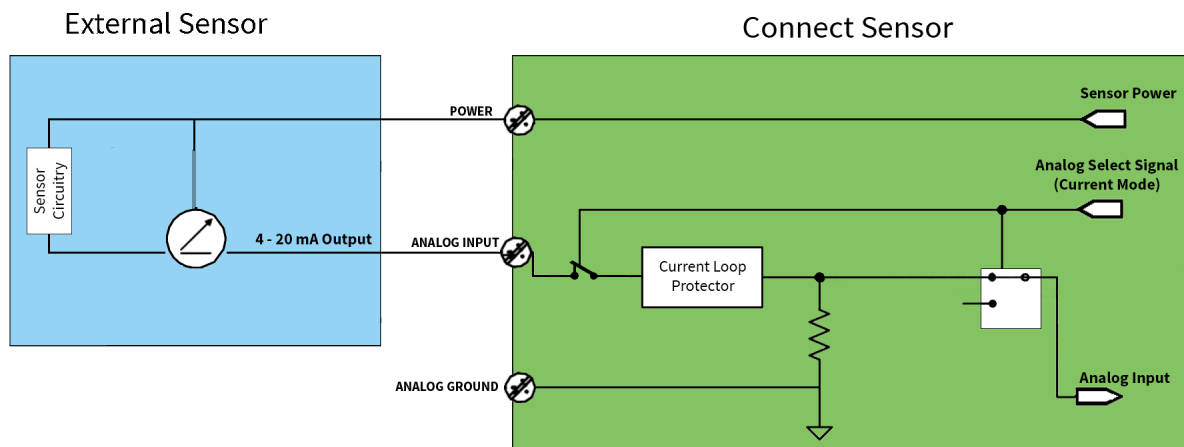 External Sensor
Connect Sensor
POWER
Sensor Power
Analog Select Signal
(Current Mode)
Sensor
Circuitry
4 - 20 mA Output
ANALOG INPUT
Current Loop
Protector
ANALOG GROUND
Analog Input